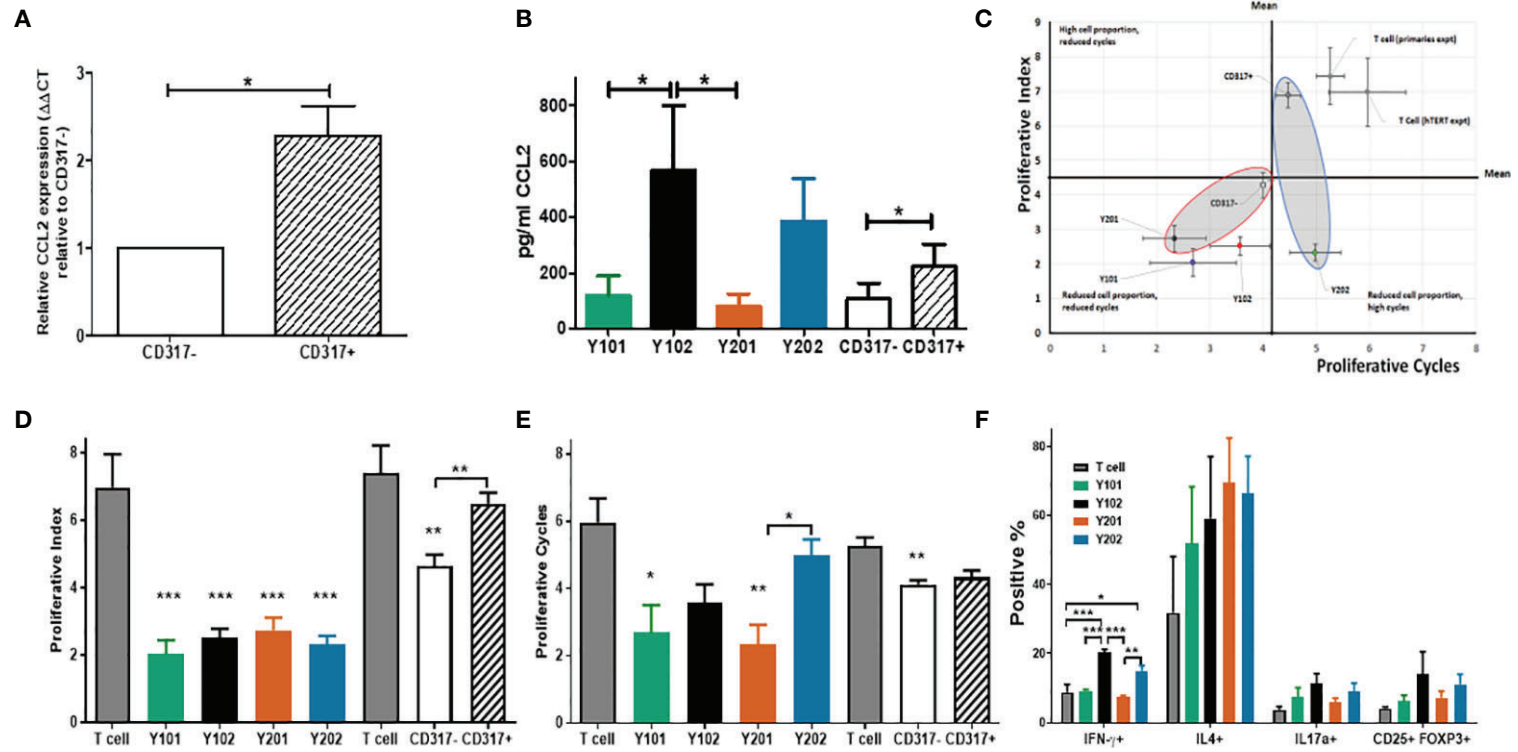 A
Relative CCL2 expression (ΔΔCT
relative to CD317-)
3
2
1
0
*
CD317-
CD317+
B
pg/ml CCL2
800
600
400
200
0
*
*
*
Y101
Y102
Y201
Y202
CD317-
CD317+
C
Mean
Proliferative Index
9
8
7
6
5
4
3
2
1
0
High cell proportion,
reduced cycles
T cell (primaries expt)
CD317+
T Cell (hTERT expt)
Mean
CD317-
Y201
Y101
Y102
Y202
Reduced cell proportion,
reduced cycles
Reduced cell proportion,
high cycles
0 1 2 3 4 5 6 7 8
Proliferative Cycles
D
Proliferative Index
8
6
4
2
0
*** *** *** ***
**
**
T cell Y101 Y102 Y201 Y202 T cell CD317- CD317+
E
Proliferative Cycles
8
6
4
2
0
*
**
*
**
T cell Y101 Y102 Y201 Y202 T cell CD317- CD317+
F
Positive %
80
60
40
20
0
T cell
Y101
Y102
Y201
Y202
*
***
*** ***
**
IFN-γ+ IL4+ IL17a+ CD25+ FOXP3+